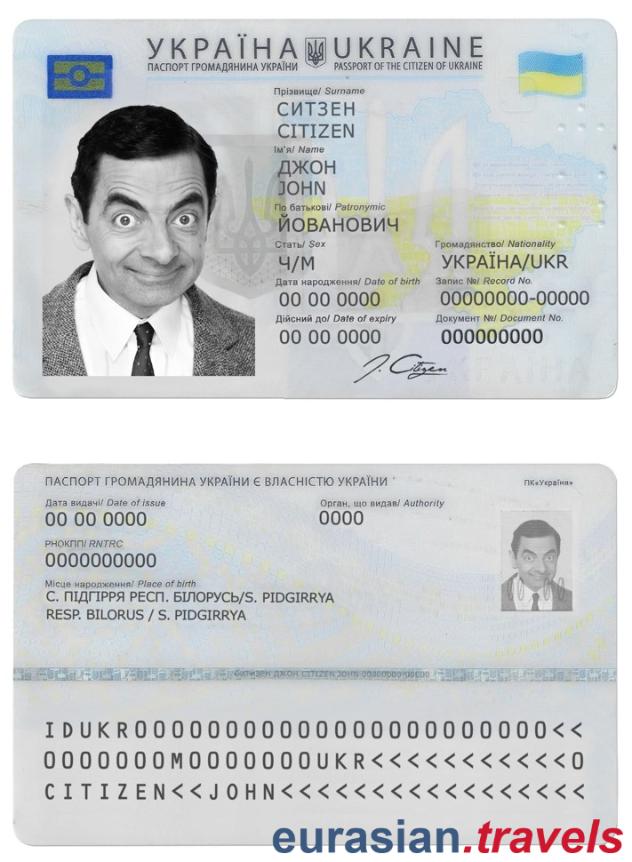 УКРАЇНА UKRAINE
ПАСПОРТ ГРОМАДЯНИНА УКРАЇНИ PASSPORT OF THE CITIZEN OF UKRAINE
Прізвище/ Surname
СИТЗЕН
CITIZEN
Ім'я/ Name
ДЖОН
JOHN
По батькові/ Patronymic
ЙОВАНОВИЧ
Стать/ Sex Громадянство/ Nationality
Ч/М УКРАЇНА/UKR
Дата народження/ Date of birth Запис №/ Record No.
00 00 0000 00000000-00000
Дійсний до/ Date of expiry Документ №/ Document No.
00 00 0000 000000000
J. Citizen
ПАСПОРТ ГРОМАДЯНИНА УКРАЇНИ Є ВЛАСНІСТЮ УКРАЇНИ ПК«Україна»
Дата видачі/ Date of issue Орган, що видав/ Authority
00 00 0000 0000
РНОКПП/ RNTRC
0000000000
Місце народження/ Place of birth
С. ПІДГІРРЯ РЕСП. БІЛОРУСЬ/S. PIDGIRRYA
RESP. BILORUS / S. PIDGIRRYA
СИТИЗЕН ДЖОН CITIZEN JOHN 00000000-00000
IDUKR00000000000000000000000<<
0000000M0000000UKR<<<<<<<<<<<0
CITIZEN<<JOHN<<<<<<<<<<<<<<<<<
eurasian.travels